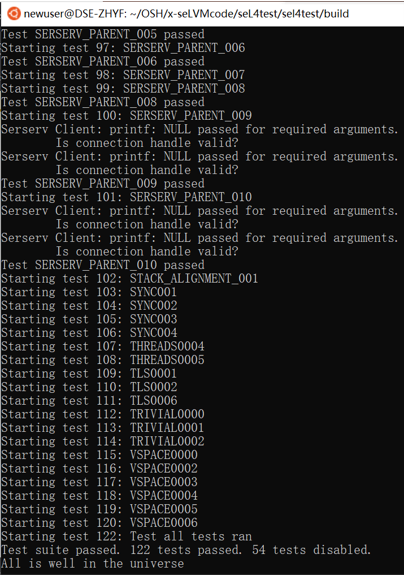 newuser@DSE-ZHYF: ~/OSH/x-seLVMcode/seL4test/sel4test/build
Test SERSERV_PARENT_005 passed
Starting test 97: SERSERV_PARENT_006
Test SERSERV_PARENT_006 passed
Starting test 98: SERSERV_PARENT_007
Starting test 99: SERSERV_PARENT_008
Test SERSERV_PARENT_008 passed
Starting test 100: SERSERV_PARENT_009
Serserv Client: printf: NULL passed for required arguments.
Is connection handle valid?
Serserv Client: printf: NULL passed for required arguments.
Is connection handle valid?
Test SERSERV_PARENT_009 passed
Starting test 101: SERSERV_PARENT_010
Serserv Client: printf: NULL passed for required arguments.
Is connection handle valid?
Serserv Client: printf: NULL passed for required arguments.
Is connection handle valid?
Test SERSERV_PARENT_010 passed
Starting test 102: STACK_ALIGNMENT_001
Starting test 103: SYNC001
Starting test 104: SYNC002
Starting test 105: SYNC003
Starting test 106: SYNC004
Starting test 107: THREADS0004
Starting test 108: THREADS0005
Starting test 109: TLS0001
Starting test 110: TLS0002
Starting test 111: TLS0006
Starting test 112: TRIVIAL0000
Starting test 113: TRIVIAL0001
Starting test 114: TRIVIAL0002
Starting test 115: VSPACE0000
Starting test 116: VSPACE0002
Starting test 117: VSPACE0003
Starting test 118: VSPACE0004
Starting test 119: VSPACE0005
Starting test 120: VSPACE0006
Starting test 122: Test all tests ran
Test suite passed. 122 tests passed. 54 tests disabled.
All is well in the universe